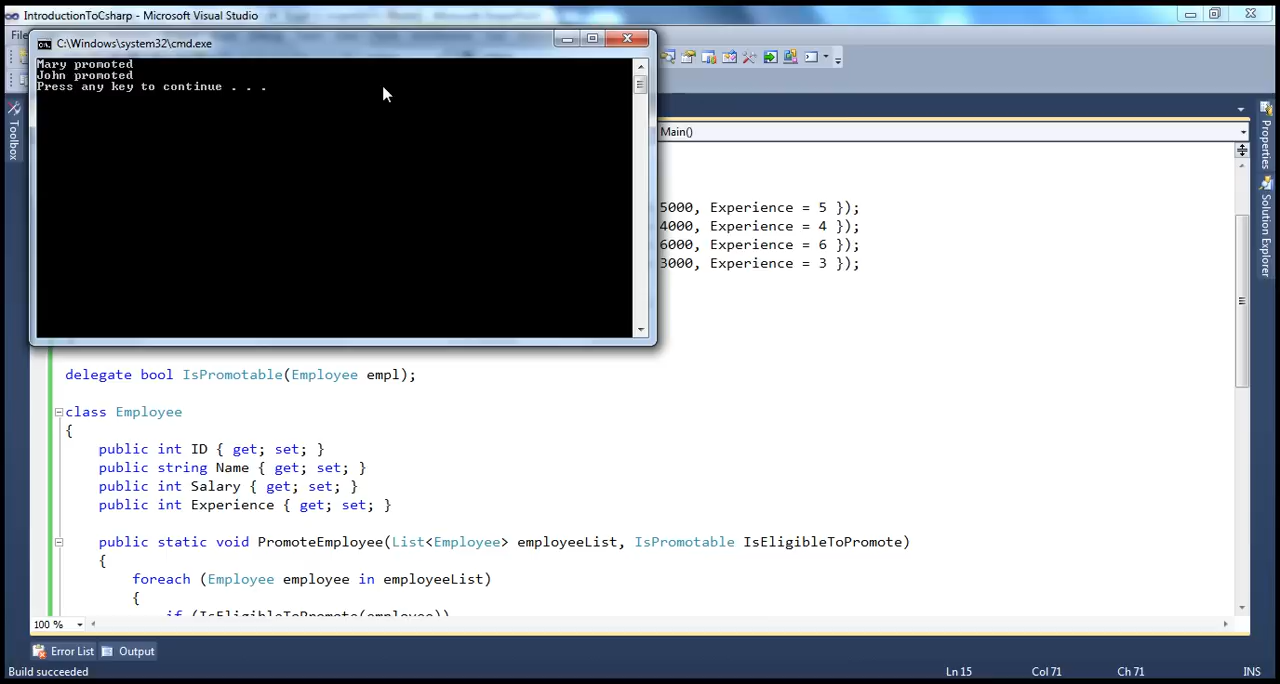 IntroductionToCsharp - Microsoft Visual Studio
File
C:\Windows\system32\cmd.exe
Mary promoted
John promoted
Press any key to continue . . .
Toolbox
Main()
Properties
Solution Explorer
5000, Experience = 5 });
4000, Experience = 4 });
6000, Experience = 6 });
3000, Experience = 3 });
delegate bool IsPromotable(Employee empl);
class Employee
{
public int ID { get; set; }
public string Name { get; set; }
public int Salary { get; set; }
public int Experience { get; set; }
public static void PromoteEmployee(List<Employee> employeeList, IsPromotable IsEligibleToPromote)
{
foreach (Employee employee in employeeList)
{
if (IsEligibleToPromote(employee))
100 %
Error List Output
Build succeeded Ln 15 Col 71 Ch 71 INS